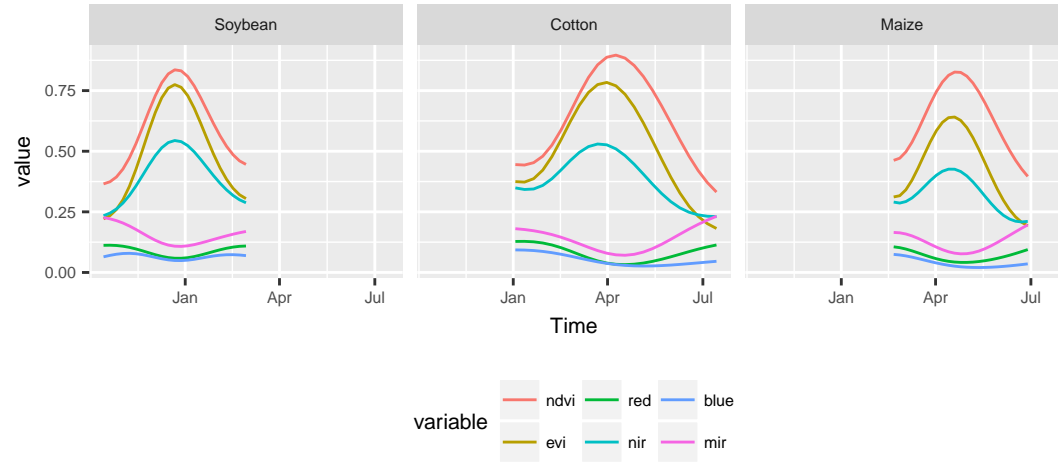 Soybean Cotton Maize
0.75
0.50
0.25
0.00
value
Jan Apr Jul Jan Apr Jul Jan Apr Jul
Time
variable
ndvi red blue
evi nir mir